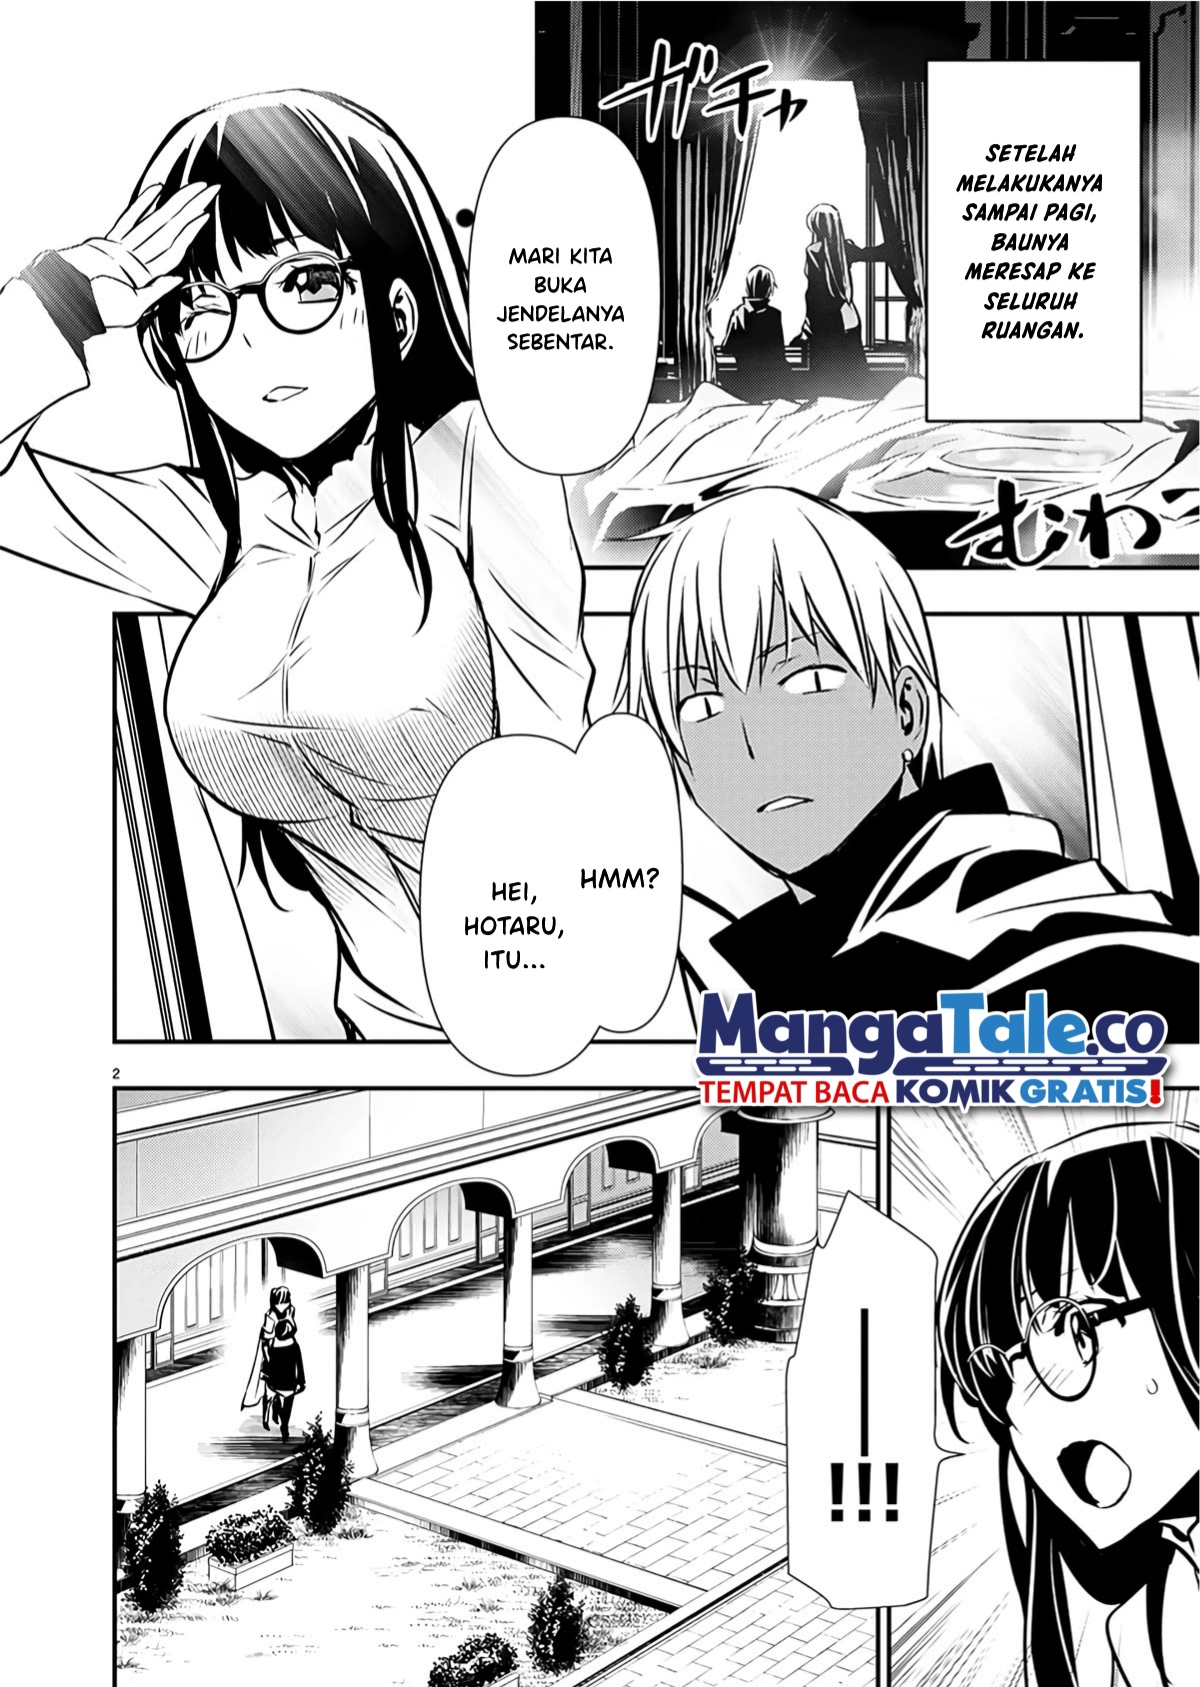 SETELAH
MELAKUKANYA
SAMPAI PAGI,
BAUNYA
MERESAP KE
SELURUH
RUANGAN.
ガチャ
MARI KITA
BUKA
JENDELANYA
SEBENTAR.
むわっ
HMM?
HEI,
HOTARU,
ITU...
MangaTale.co
TEMPAT BACA KOMIK GRATIS!
2
—!!!